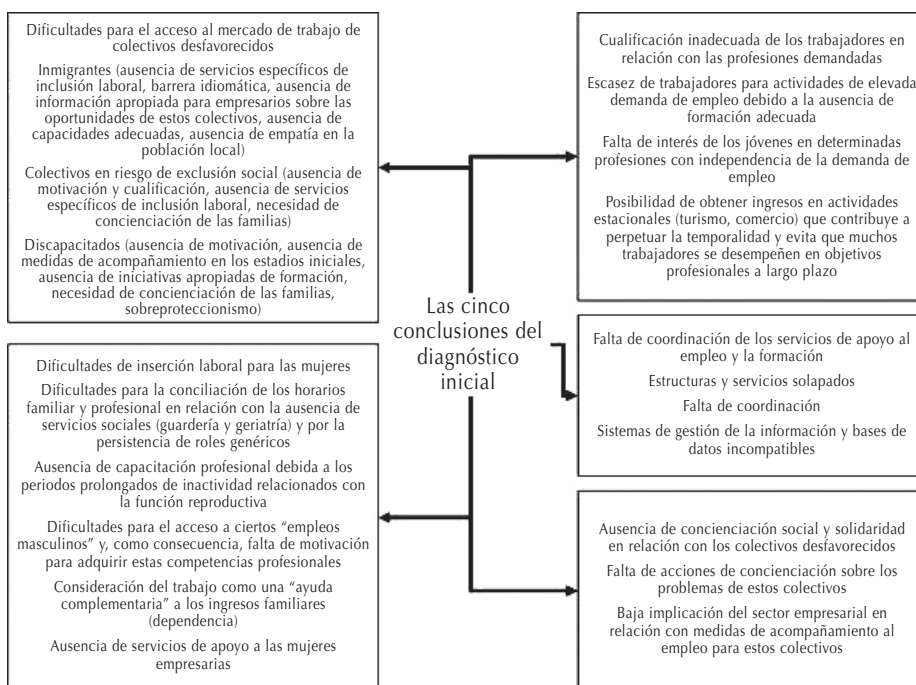 Dificultades para el acceso al mercado de trabajo de
colectivos desfavorecidos
Inmigrantes (ausencia de servicios específicos de
inclusión laboral, barrera idiomática, ausencia de
información apropiada para empresarios sobre las
oportunidades de estos colectivos, ausencia de
capacidades adecuadas, ausencia de empatía en la
población local)
Colectivos en riesgo de exclusión social (ausencia de
motivación y cualificación, ausencia de servicios
específicos de inclusión laboral, necesidad de
concienciación de las familias)
Discapacitados (ausencia de motivación, ausencia de
medidas de acompañamiento en los estadios iniciales,
ausencia de iniciativas apropiadas de formación,
necesidad de concienciación de las familias,
sobreproteccionismo)
Dificultades de inserción laboral para las mujeres
Dificultades para la conciliación de los horarios
familiar y profesional en relación con la ausencia de
servicios sociales (guardería y geriatría) y por la
persistencia de roles genéricos
Ausencia de capacitación profesional debida a los
periodos prolongados de inactividad relacionados con
la función reproductiva
Dificultades para el acceso a ciertos “empleos
masculinos” y, como consecuencia, falta de motivación
para adquirir estas competencias profesionales
Consideración del trabajo como una “ayuda
complementaria” a los ingresos familiares
(dependencia)
Ausencia de servicios de apoyo a las mujeres
empresarias
Las cinco
conclusiones del
diagnóstico
inicial
Cualificación inadecuada de los trabajadores en
relación con las profesiones demandadas
Escasez de trabajadores para actividades de elevada
demanda de empleo debido a la ausencia de
formación adecuada
Falta de interés de los jóvenes en determinadas
profesiones con independencia de la demanda de
empleo
Posibilidad de obtener ingresos en actividades
estacionales (turismo, comercio) que contribuye a
perpetuar la temporalidad y evita que muchos
trabajadores se desempeñen en objetivos
profesionales a largo plazo
Falta de coordinación de los servicios de apoyo al
empleo y la formación
Estructuras y servicios solapados
Falta de coordinación
Sistemas de gestión de la información y bases de
datos incompatibles
Ausencia de concienciación social y solidaridad
en relación con los colectivos desfavorecidos
Falta de acciones de concienciación sobre los
problemas de estos colectivos
Baja implicación del sector empresarial en
relación con medidas de acompañamiento al
empleo para estos colectivos